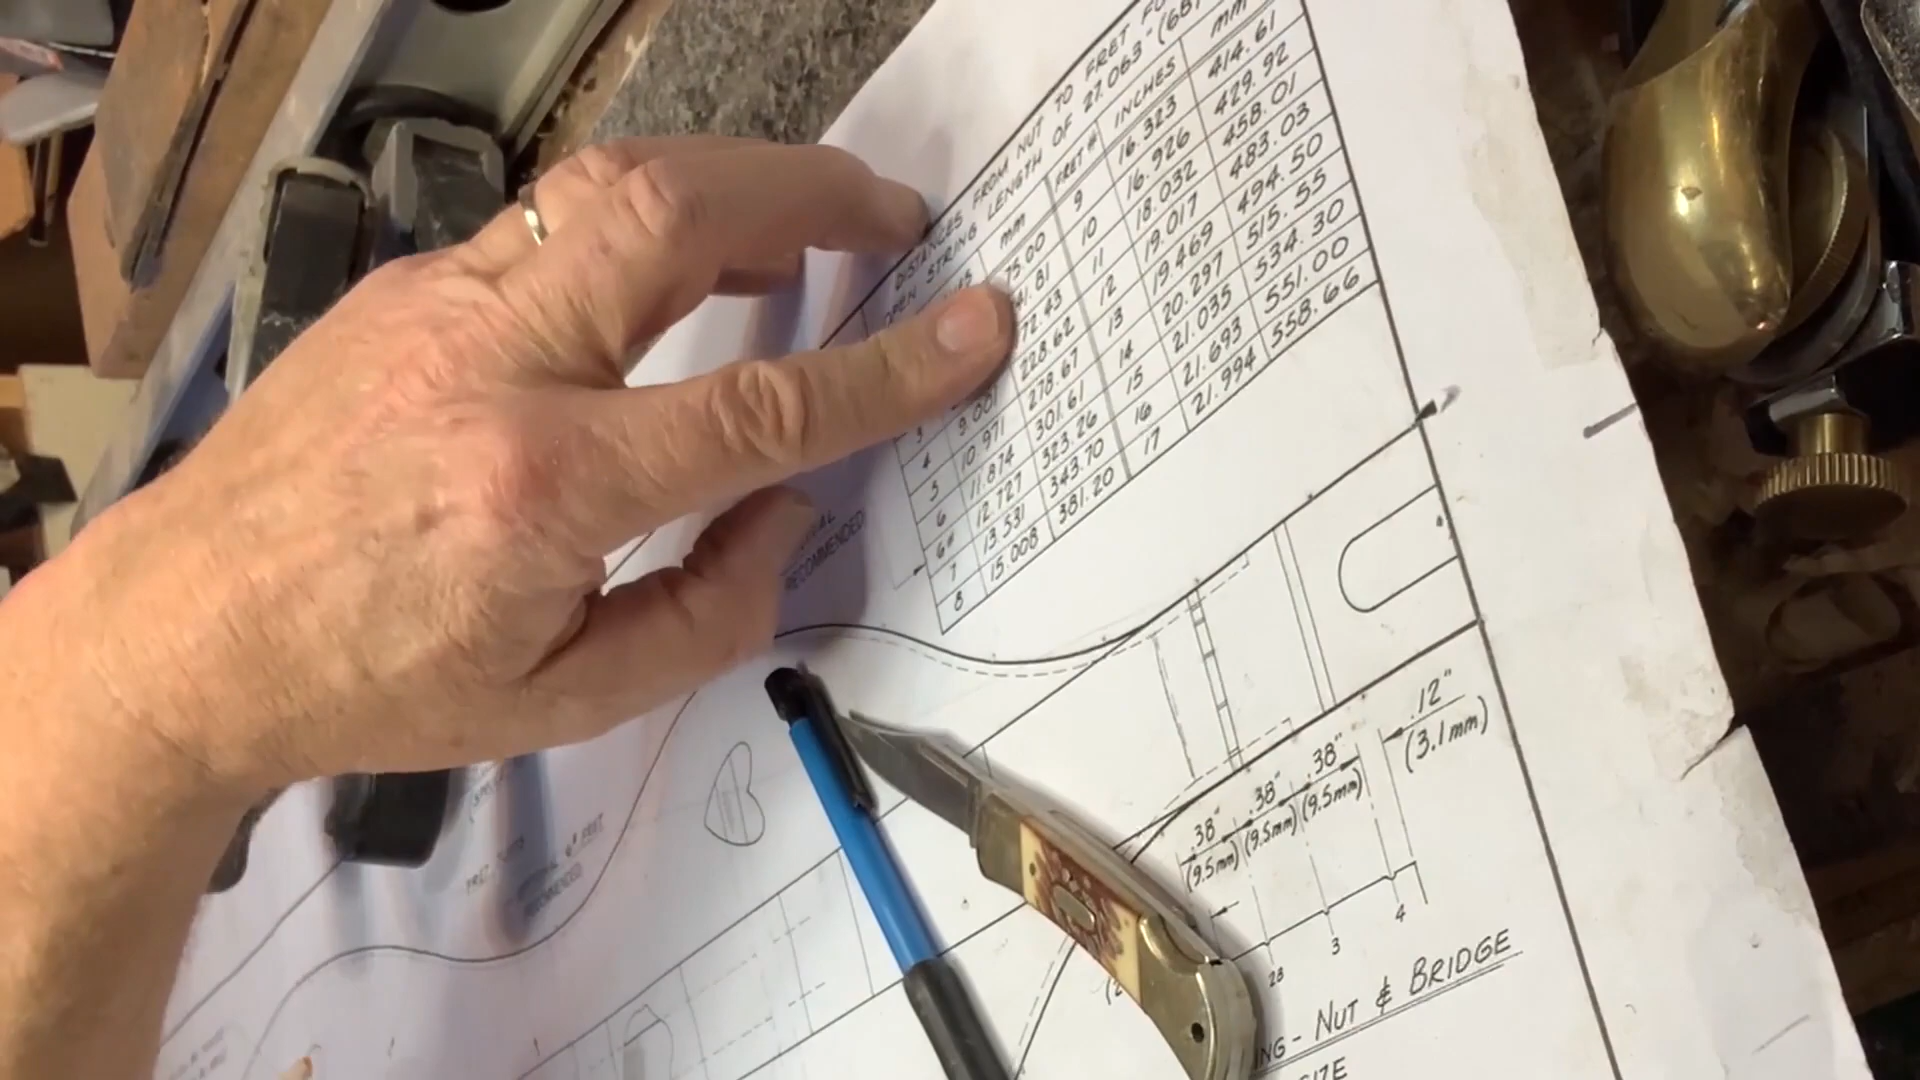 DISTANCES FROM NUT TO FRET
OPEN STRING LENGTH OF 27.063"
mm FRET # INCHES mm
75.00 9 16.323 414.61
10 16.926 429.92
11 18.032 458.01
228.62 12 19.017 483.03
278.67 13 19.469 494.50
3 9.001 301.61 14 20.297 515.55
4 10.971 323.26 15 21.035 534.30
5 11.874 343.70 16 21.693 551.00
6 12.727 381.20 17 21.994 558.66
6+ 13.531
7 15.008
8
RECOMMENDED
RECOMMENDED
.12"
(3.1mm)
.38" .38" .38"
(9.5mm) (9.5mm) (9.5mm)
2B 3 4
NUT & BRIDGE